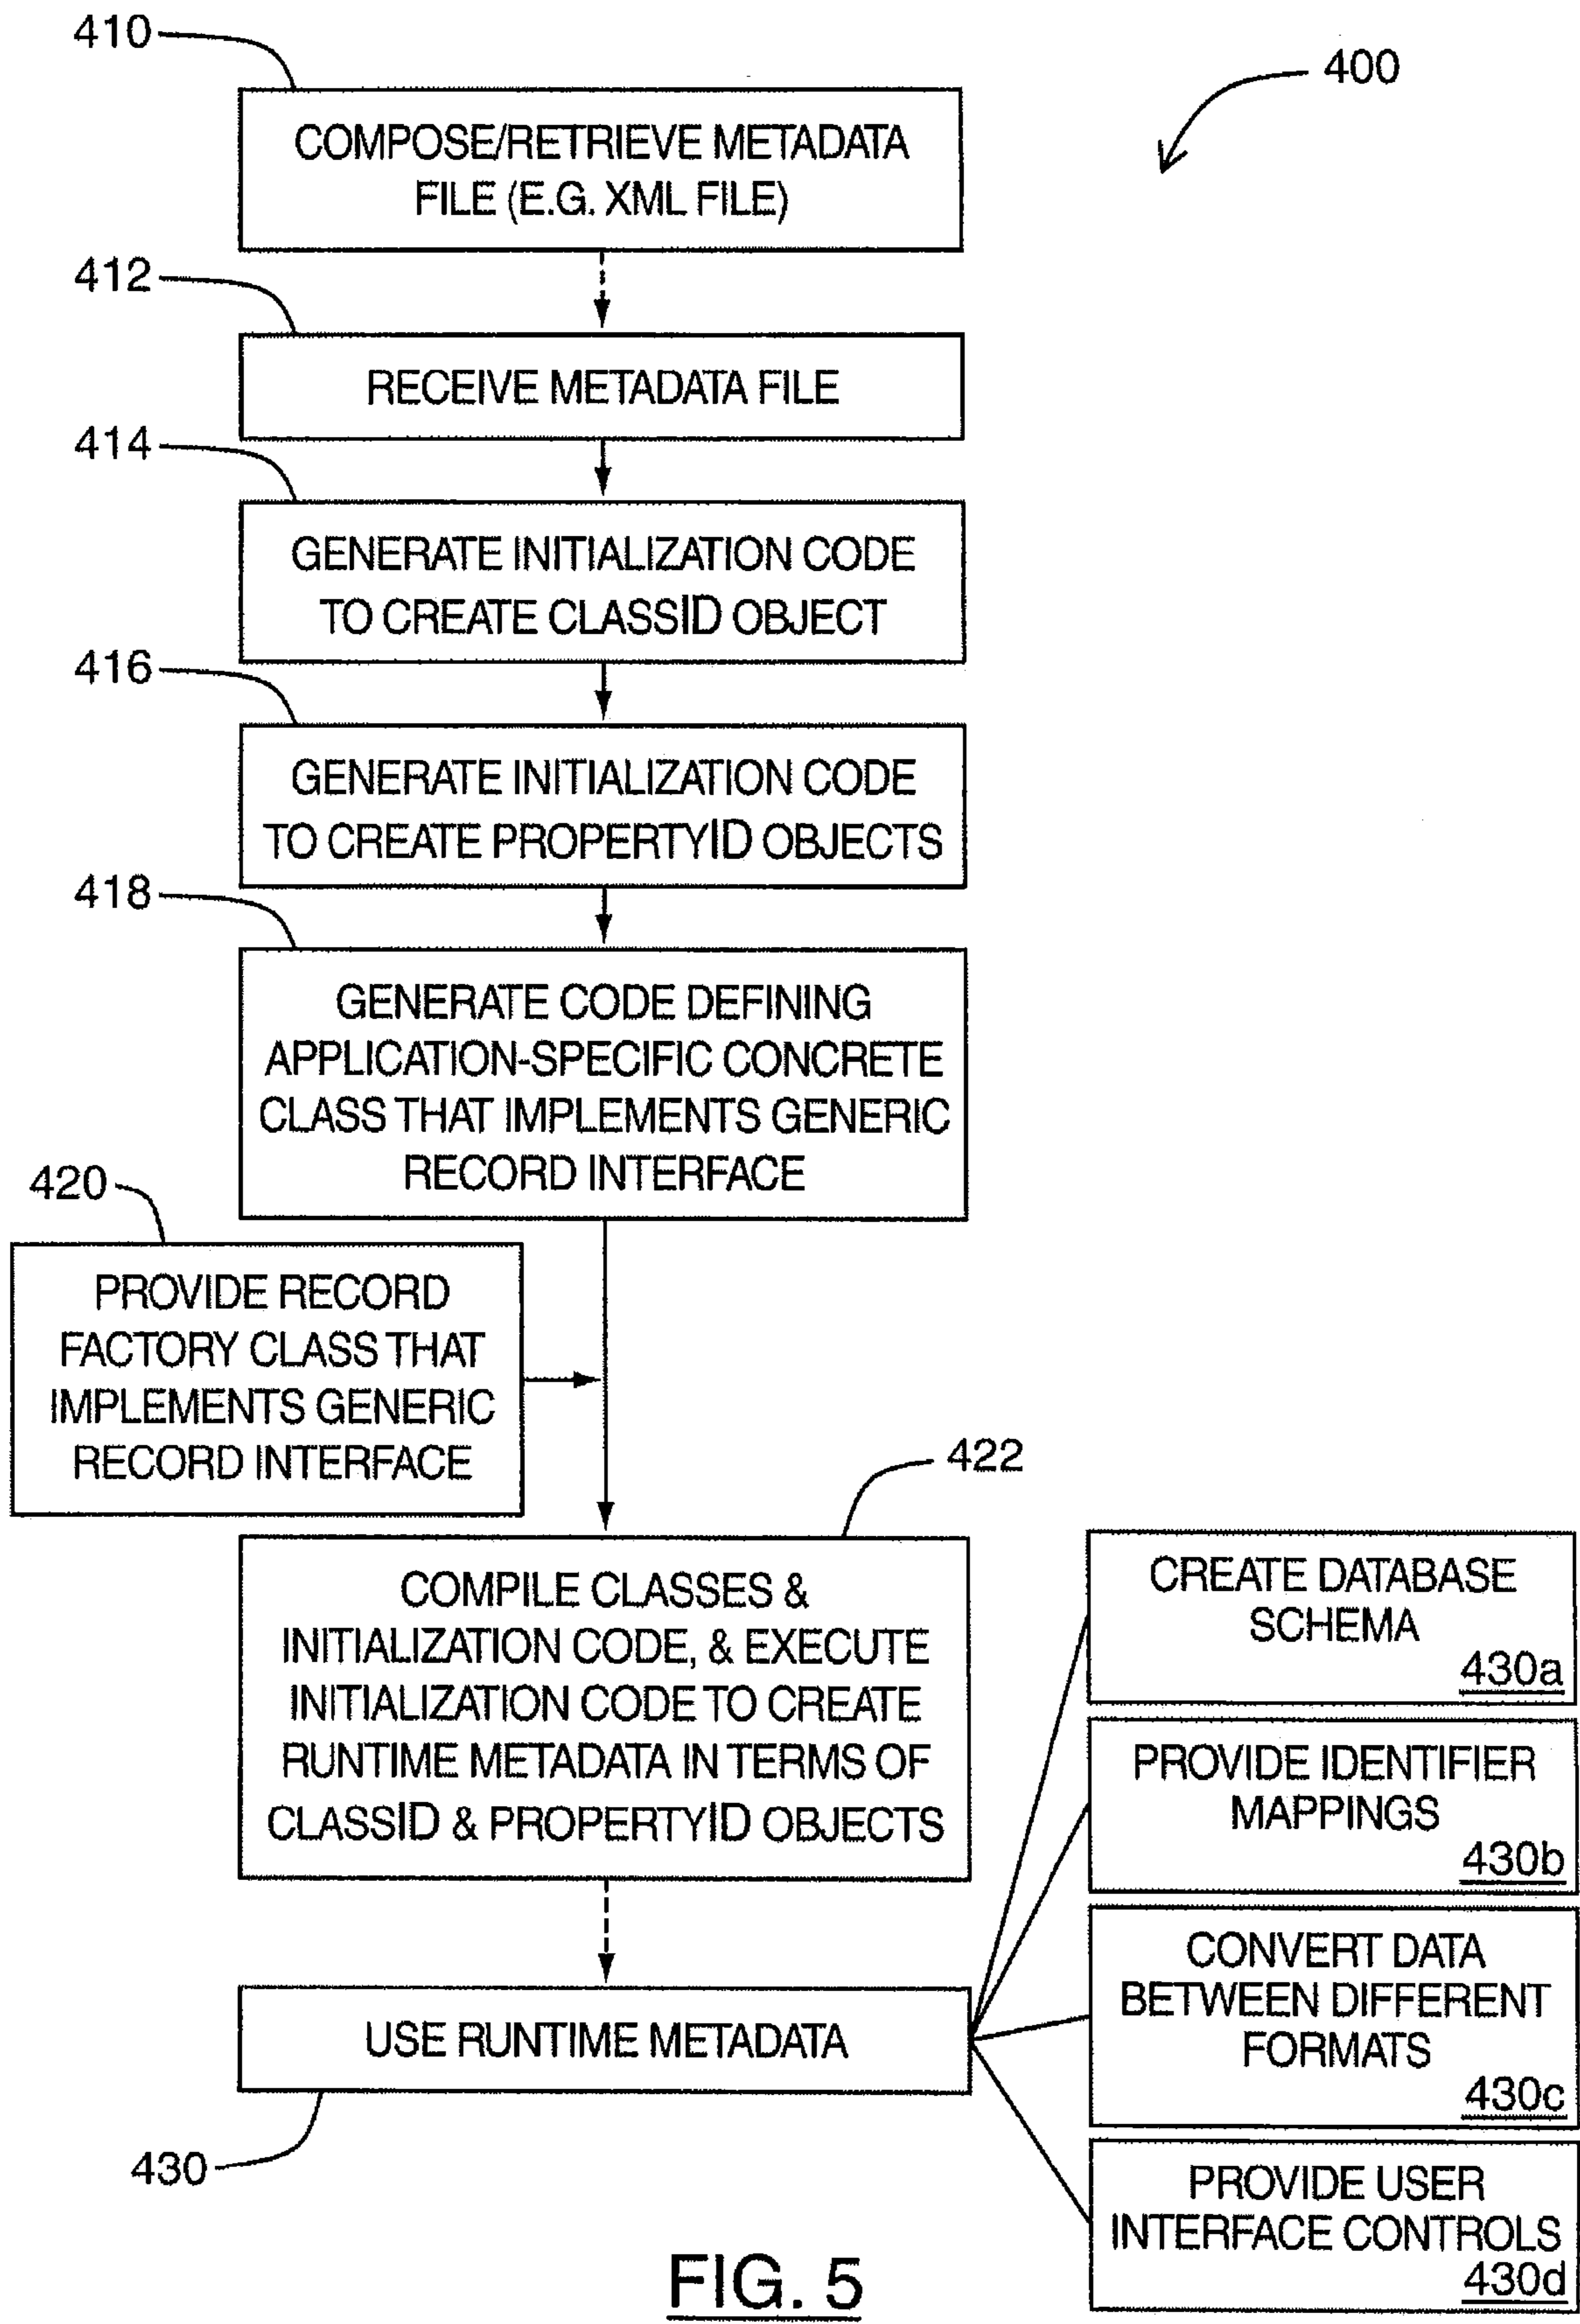 410
400
COMPOSE/RETRIEVE METADATA
FILE (E.G. XML FILE)
412
RECEIVE METADATA FILE
414
GENERATE INITIALIZATION CODE
TO CREATE CLASSID OBJECT
416
GENERATE INITIALIZATION CODE
TO CREATE PROPERTYID OBJECTS
418
GENERATE CODE DEFINING
APPLICATION-SPECIFIC CONCRETE
CLASS THAT IMPLEMENTS GENERIC
RECORD INTERFACE
420
PROVIDE RECORD
FACTORY CLASS THAT
IMPLEMENTS GENERIC
RECORD INTERFACE
422
COMPILE CLASSES &
INITIALIZATION CODE, & EXECUTE
INITIALIZATION CODE TO CREATE
RUNTIME METADATA IN TERMS OF
CLASSID & PROPERTYID OBJECTS
USE RUNTIME METADATA
430
CREATE DATABASE
SCHEMA
430a
PROVIDE IDENTIFIER
MAPPINGS
430b
CONVERT DATA
BETWEEN DIFFERENT
FORMATS
430c
PROVIDE USER
INTERFACE CONTROLS
430d
FIG. 5